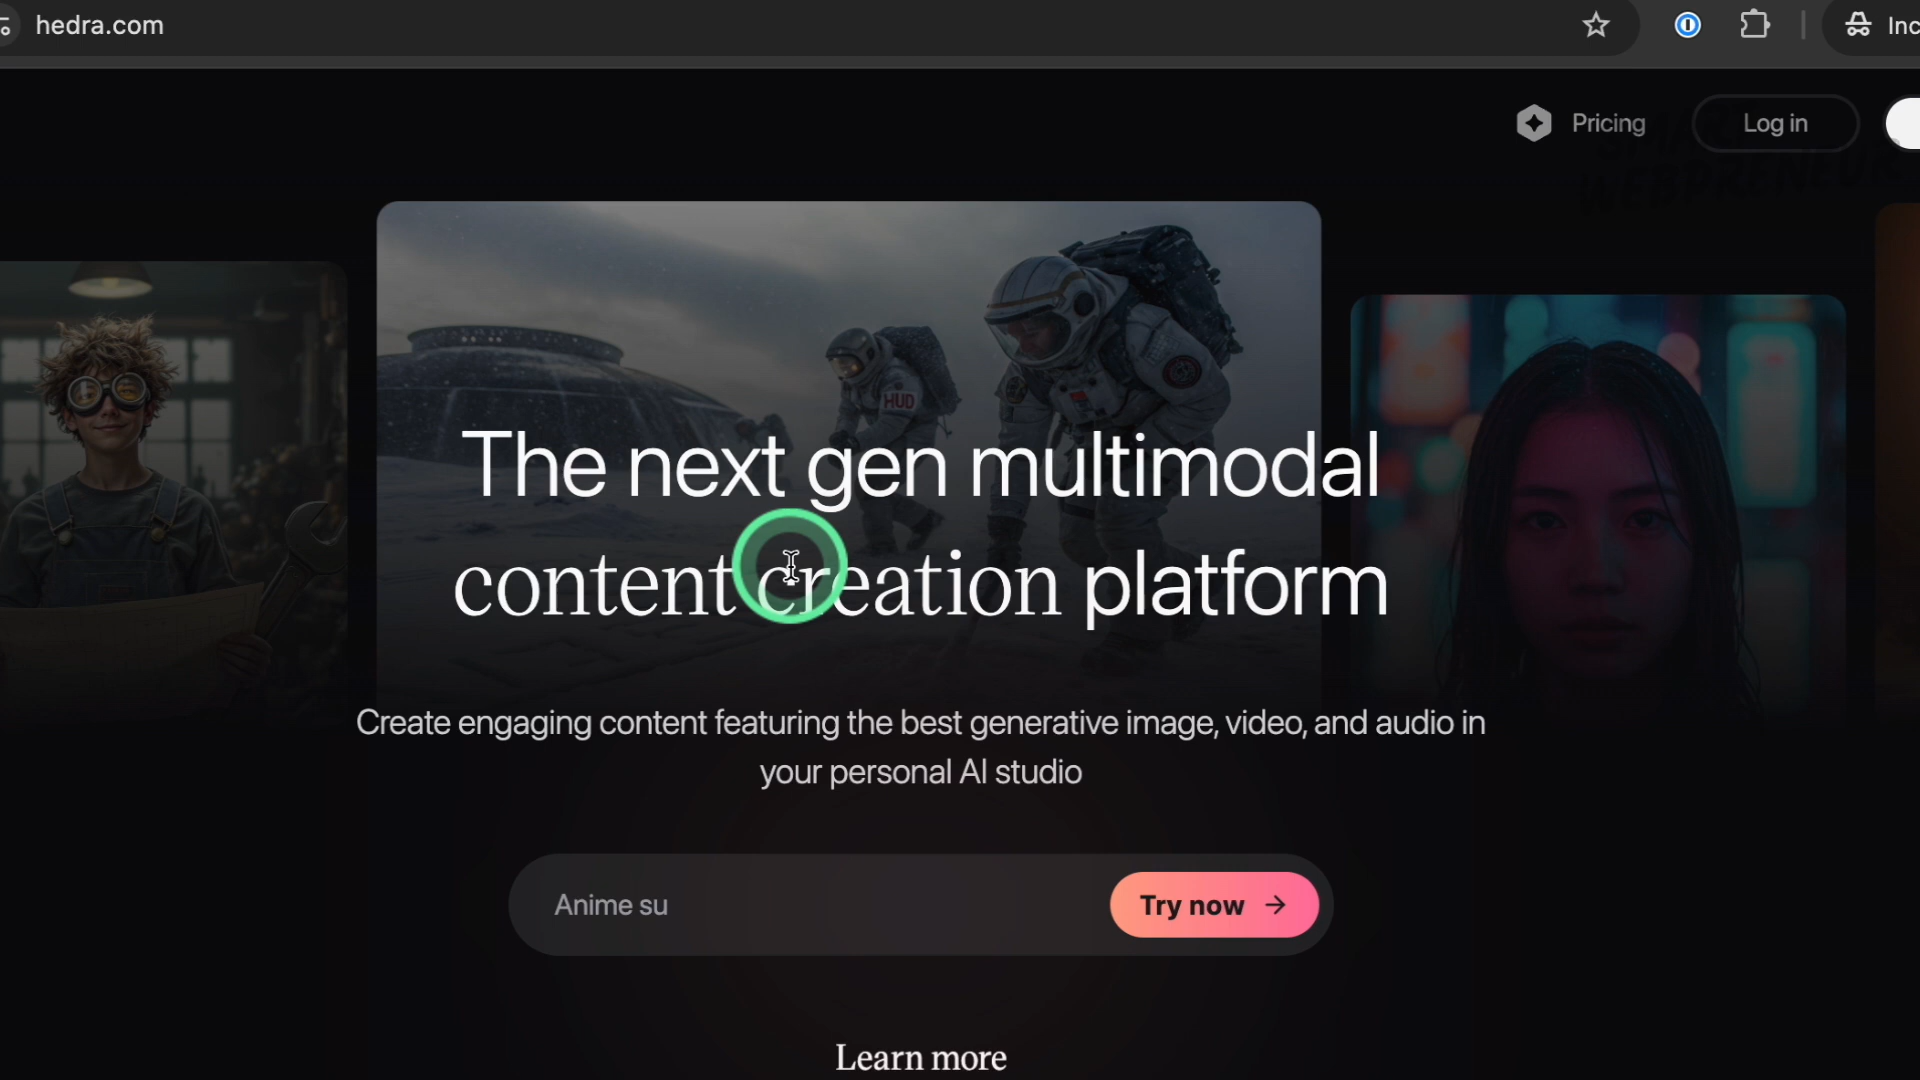 hedra.com
Inc
Pricing
Log in
WEBPRENEUR
HUD
The next gen multimodal
content creation platform
Create engaging content featuring the best generative image, video, and audio in
your personal AI studio
Anime su
Try now
Learn more